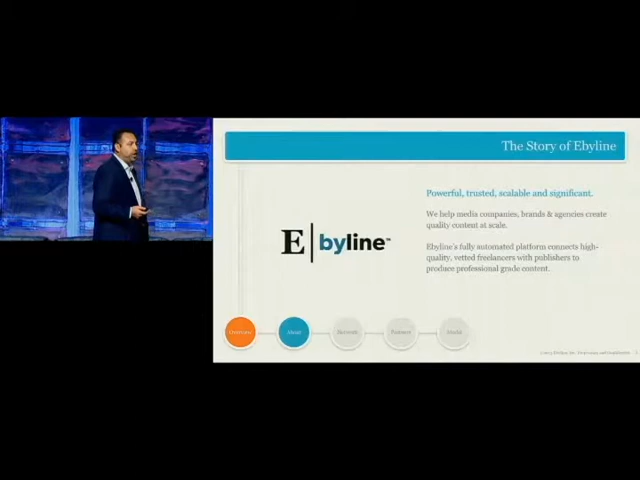 The Story of Ebyline
Powerful, trusted, scalable and significant.
We help media companies, brands & agencies create
quality content at scale.
E|byline™
Ebyline's fully automated platform connects high-
quality, vetted freelancers with publishers to
produce professional grade content.
Overview
About
Partners